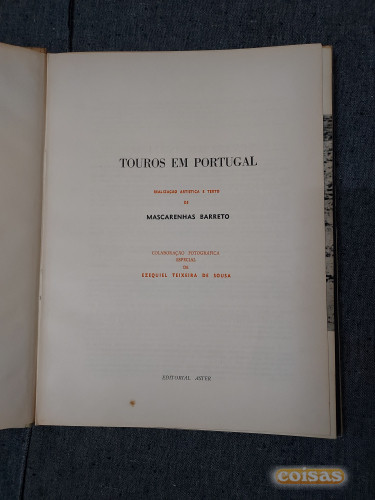 TOUROS EM PORTUGAL
REALIZAÇÃO ARTÍSTICA E TEXTO
DE
MASCARENHAS BARRETO
COLABORAÇÃO FOTOGRÁFICA
ESPECIAL
DE
EZEQUIEL TEIXEIRA DE SOUSA
EDITORIAL ASTER
coisas